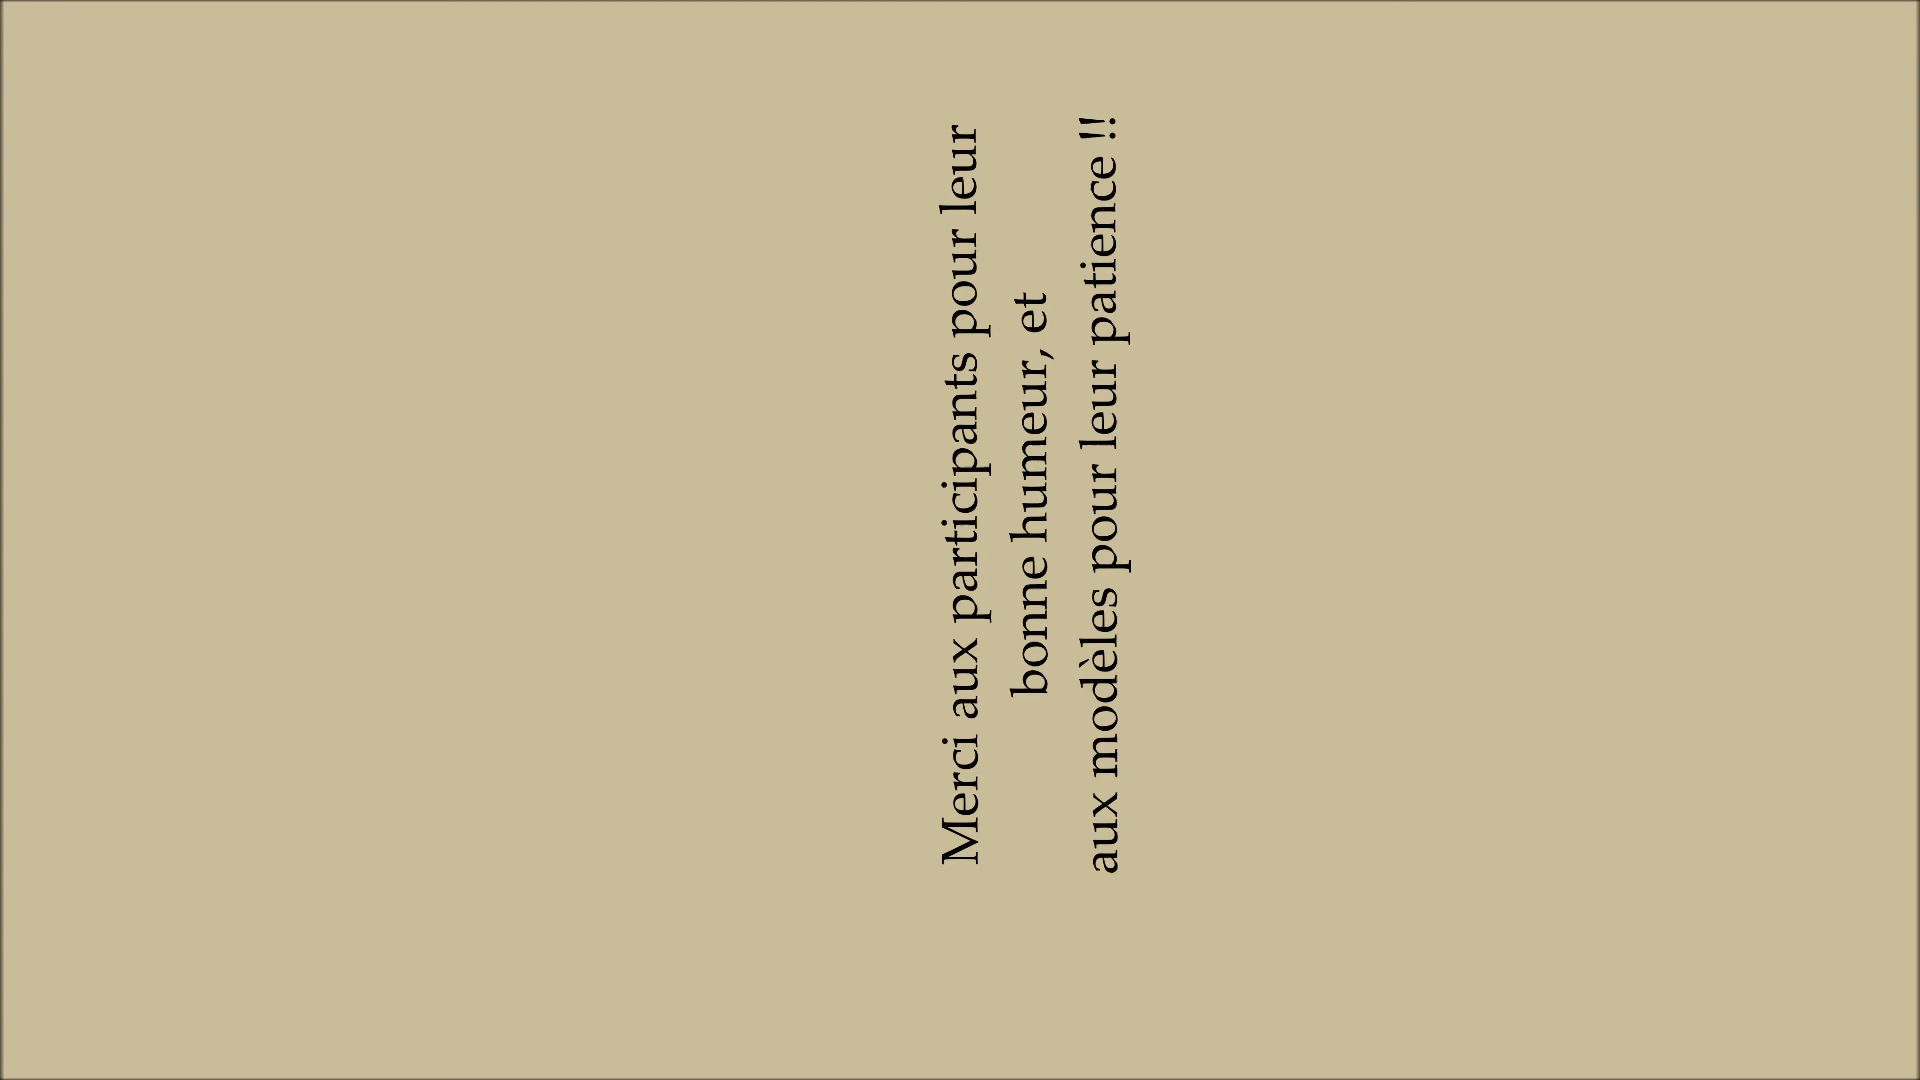 Merci aux participants pour leur
bonne humeur, et
aux modèles pour leur patience !!